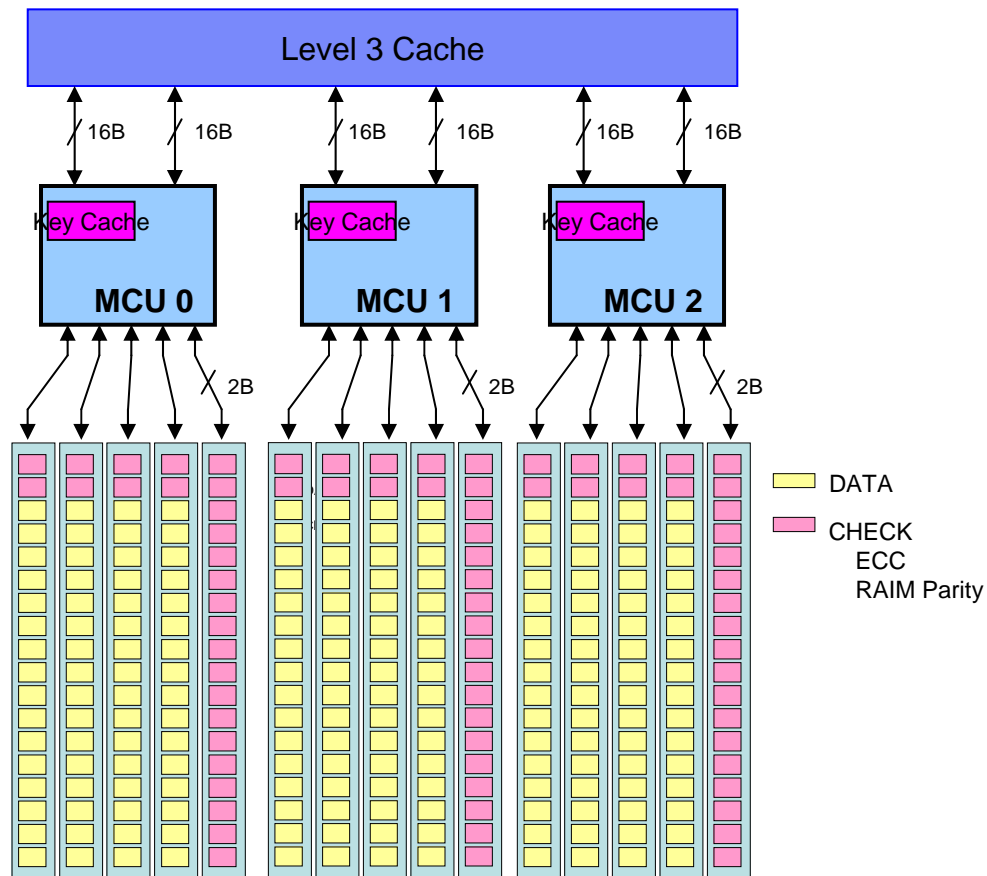 Level 3 Cache
16B
16B
16B
16B
16B
16B
Key Cache
Key Cache
Key Cache
MCU 0
MCU 1
MCU 2
2B
2B
2B
DATA
CHECK
ECC
RAIM Parity